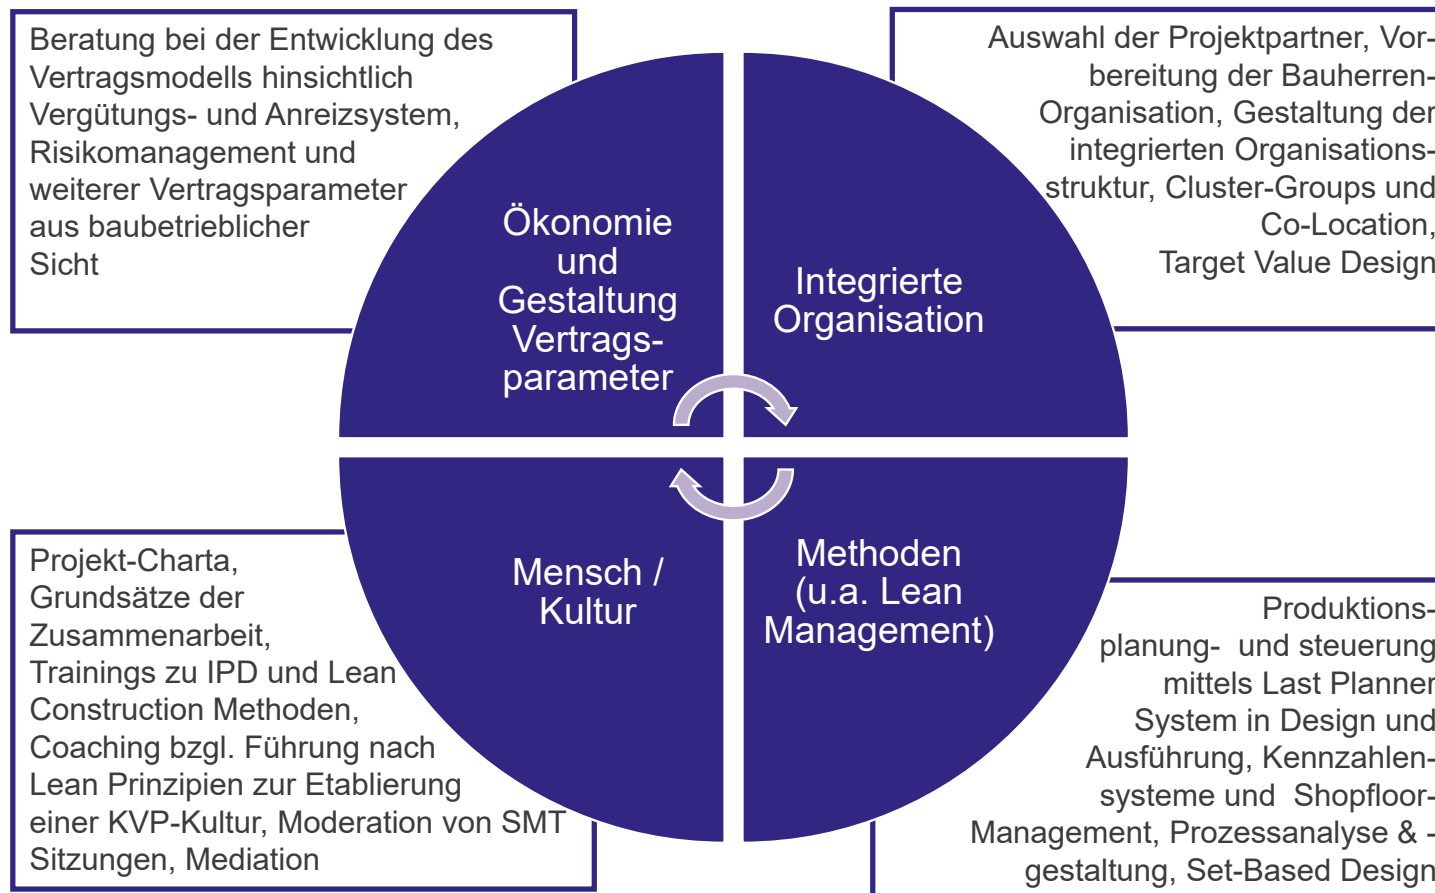 Beratung bei der Entwicklung des
Vertragsmodells hinsichtlich
Vergütungs- und Anreizsystem,
Risikomanagement und
weiterer Vertragsparameter
aus baubetrieblicher
Sicht
Auswahl der Projektpartner, Vor-
bereitung der Bauherren-
Organisation, Gestaltung der
integrierten Organisations-
struktur, Cluster-Groups und
Co-Location,
Target Value Design
Ökonomie
und
Gestaltung
Vertrags-
parameter
Integrierte
Organisation
Mensch /
Kultur
Methoden
(u.a. Lean
Management)
Projekt-Charta,
Grundsätze der
Zusammenarbeit,
Trainings zu IPD und Lean
Construction Methoden,
Coaching bzgl. Führung nach
Lean Prinzipien zur Etablierung
einer KVP-Kultur, Moderation von SMT
Sitzungen, Mediation
Produktions-
planung- und steuerung
mittels Last Planner
System in Design und
Ausführung, Kennzahlen-
systeme und Shopfloor-
Management, Prozessanalyse & -
gestaltung, Set-Based Design